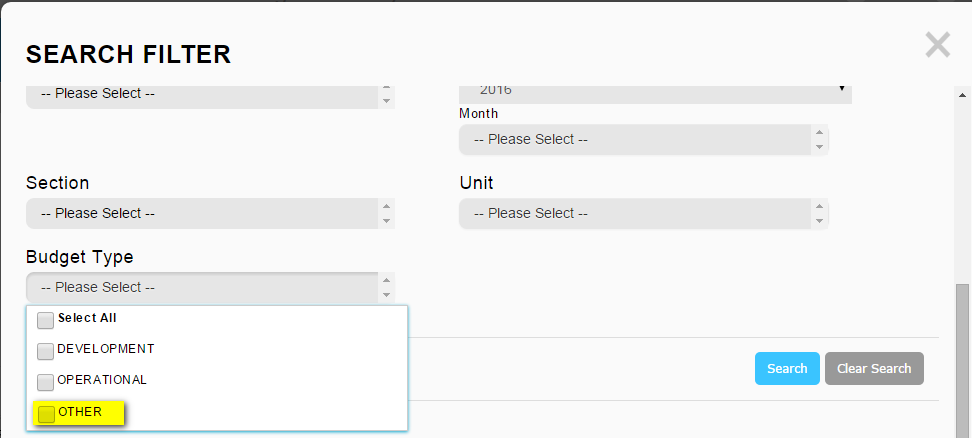 SEARCH FILTER
-- Please Select --
2016
Month
-- Please Select --
Section
Unit
-- Please Select --
-- Please Select --
Budget Type
-- Please Select --
Select All
DEVELOPMENT
OPERATIONAL
OTHER
Search
Clear Search